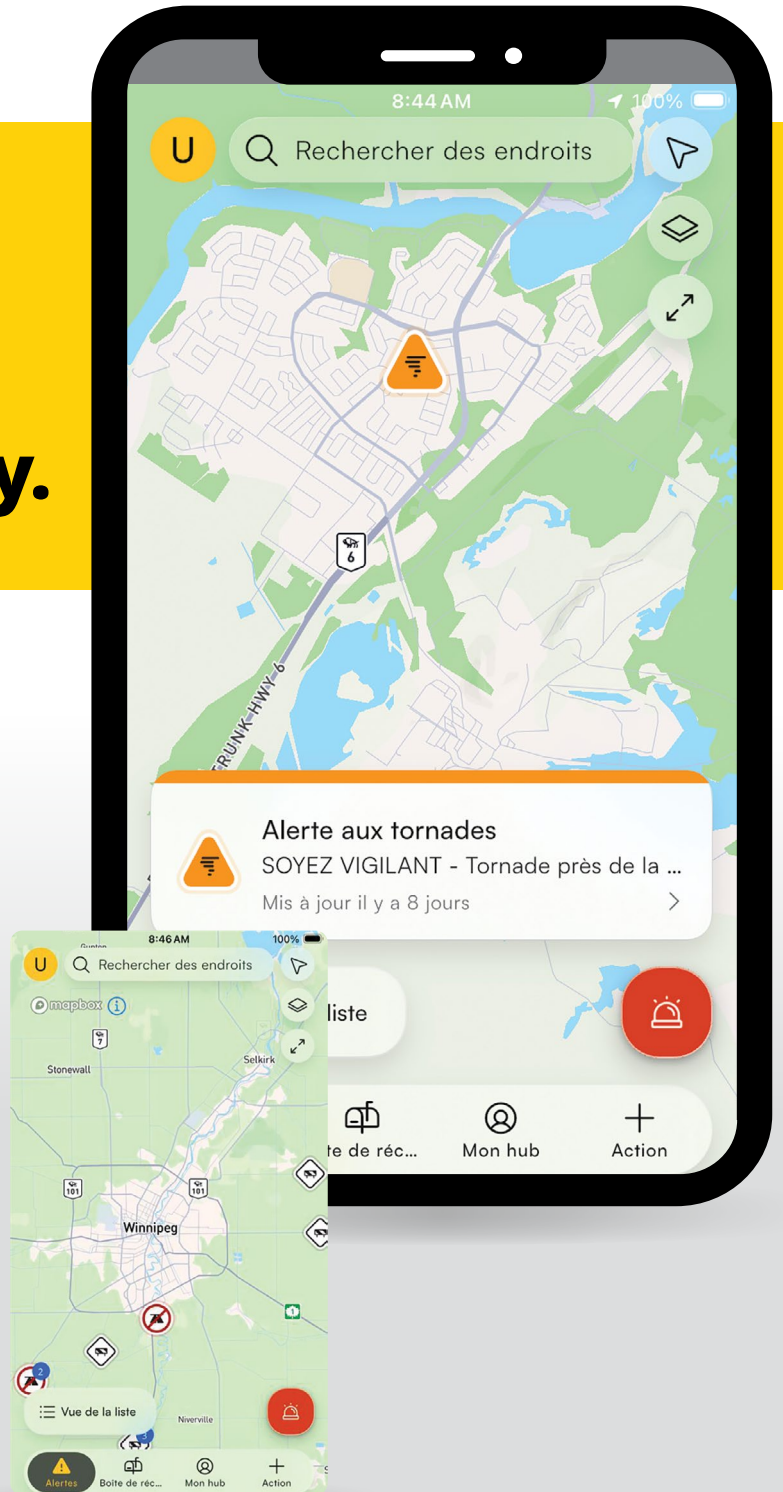 y.
8:44 AM
100%
U
Rechercher des endroits
6
TRUNK HWY 6
Alerte aux tornades
SOYEZ VIGILANT - Tornade près de la ...
Mis à jour il y a 8 jours
liste
te de réc...
Mon hub
Action
8:46 AM
100%
Gunton
U
Rechercher des endroits
mapbox
7
Stonewall
Selkirk
101
101
Winnipeg
1
2
Vue de la liste
Niverville
3
Alertes
Boîte de réc...
Mon hub
Action